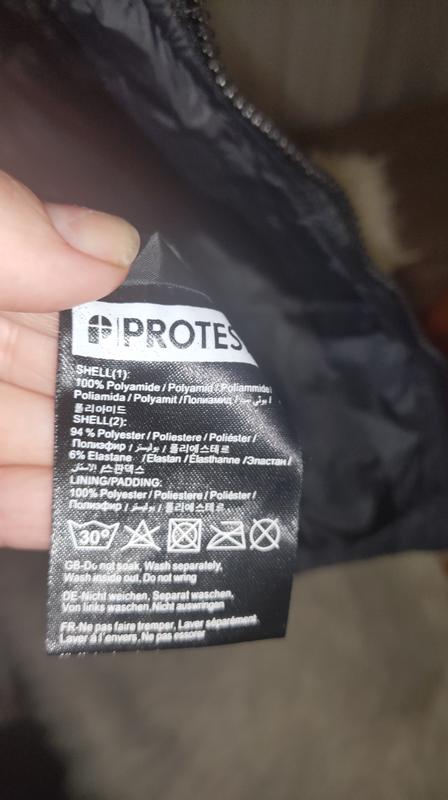 PROTES
SHELL(1):
100% Polyamide / Polyamid / Poliammide
Poliamida / Polyamit / Полиамид /
폴리아미드
SHELL(2):
94 % Polyester / Poliestere / Poliéster /
Полиэфир / بوليستر / 폴리에스테르
6% Elastane / Elastan / Élasthanne / Эластан /
الاستان / 스판덱스
LINING/PADDING:
100% Polyester / Poliestere / Poliéster /
Полиэфир / بوليستر / 폴리에스테르
30°
GB-Do not soak, Wash separately,
Wash inside out, Do not wring
DE-Nicht weichen, Separat waschen,
Von links waschen, Nicht auswringen
FR-Ne pas faire tremper, Laver séparément,
Laver à l'envers, Ne pas essorer